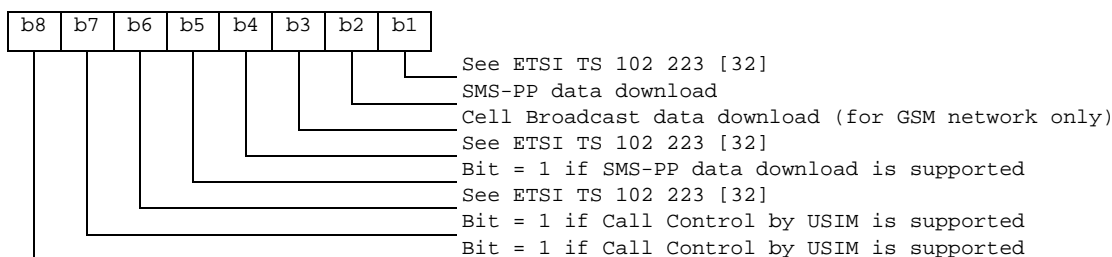 b8 b7 b6 b5 b4 b3 b2 b1
See ETSI TS 102 223 [32]
SMS-PP data download
Cell Broadcast data download (for GSM network only)
See ETSI TS 102 223 [32]
Bit = 1 if SMS-PP data download is supported
See ETSI TS 102 223 [32]
Bit = 1 if Call Control by USIM is supported
Bit = 1 if Call Control by USIM is supported